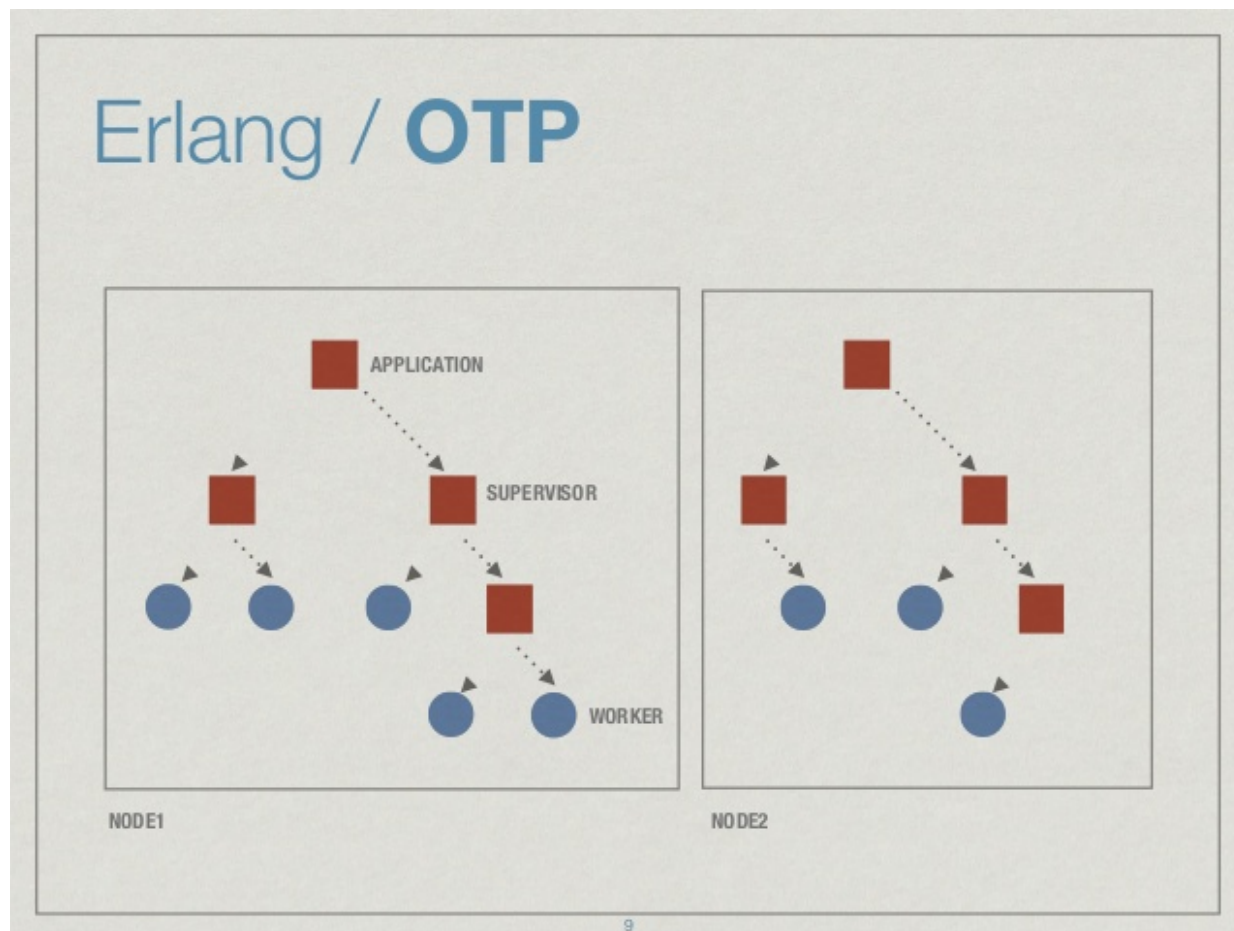 Erlang / OTP
APPLICATION
SUPERVISOR
WORKER
NODE1
NODE2
9